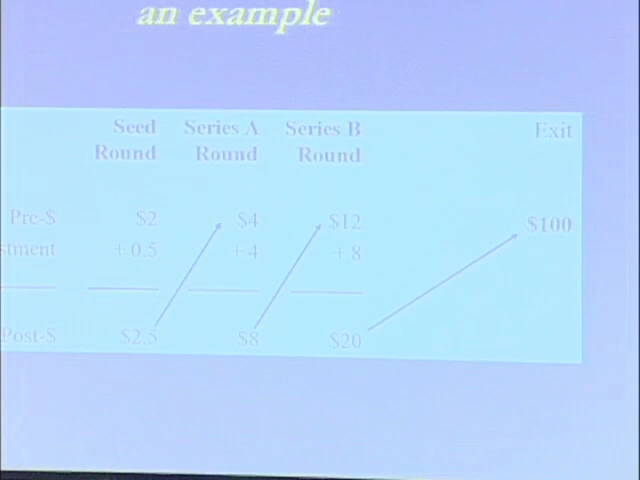 an example
Seed Series A Series B Exit
Round Round Round
Pre-$ $2 $4 $12 $100
stment + 0.5 + 4 + 8
Post-$ $2.5 $8 $20